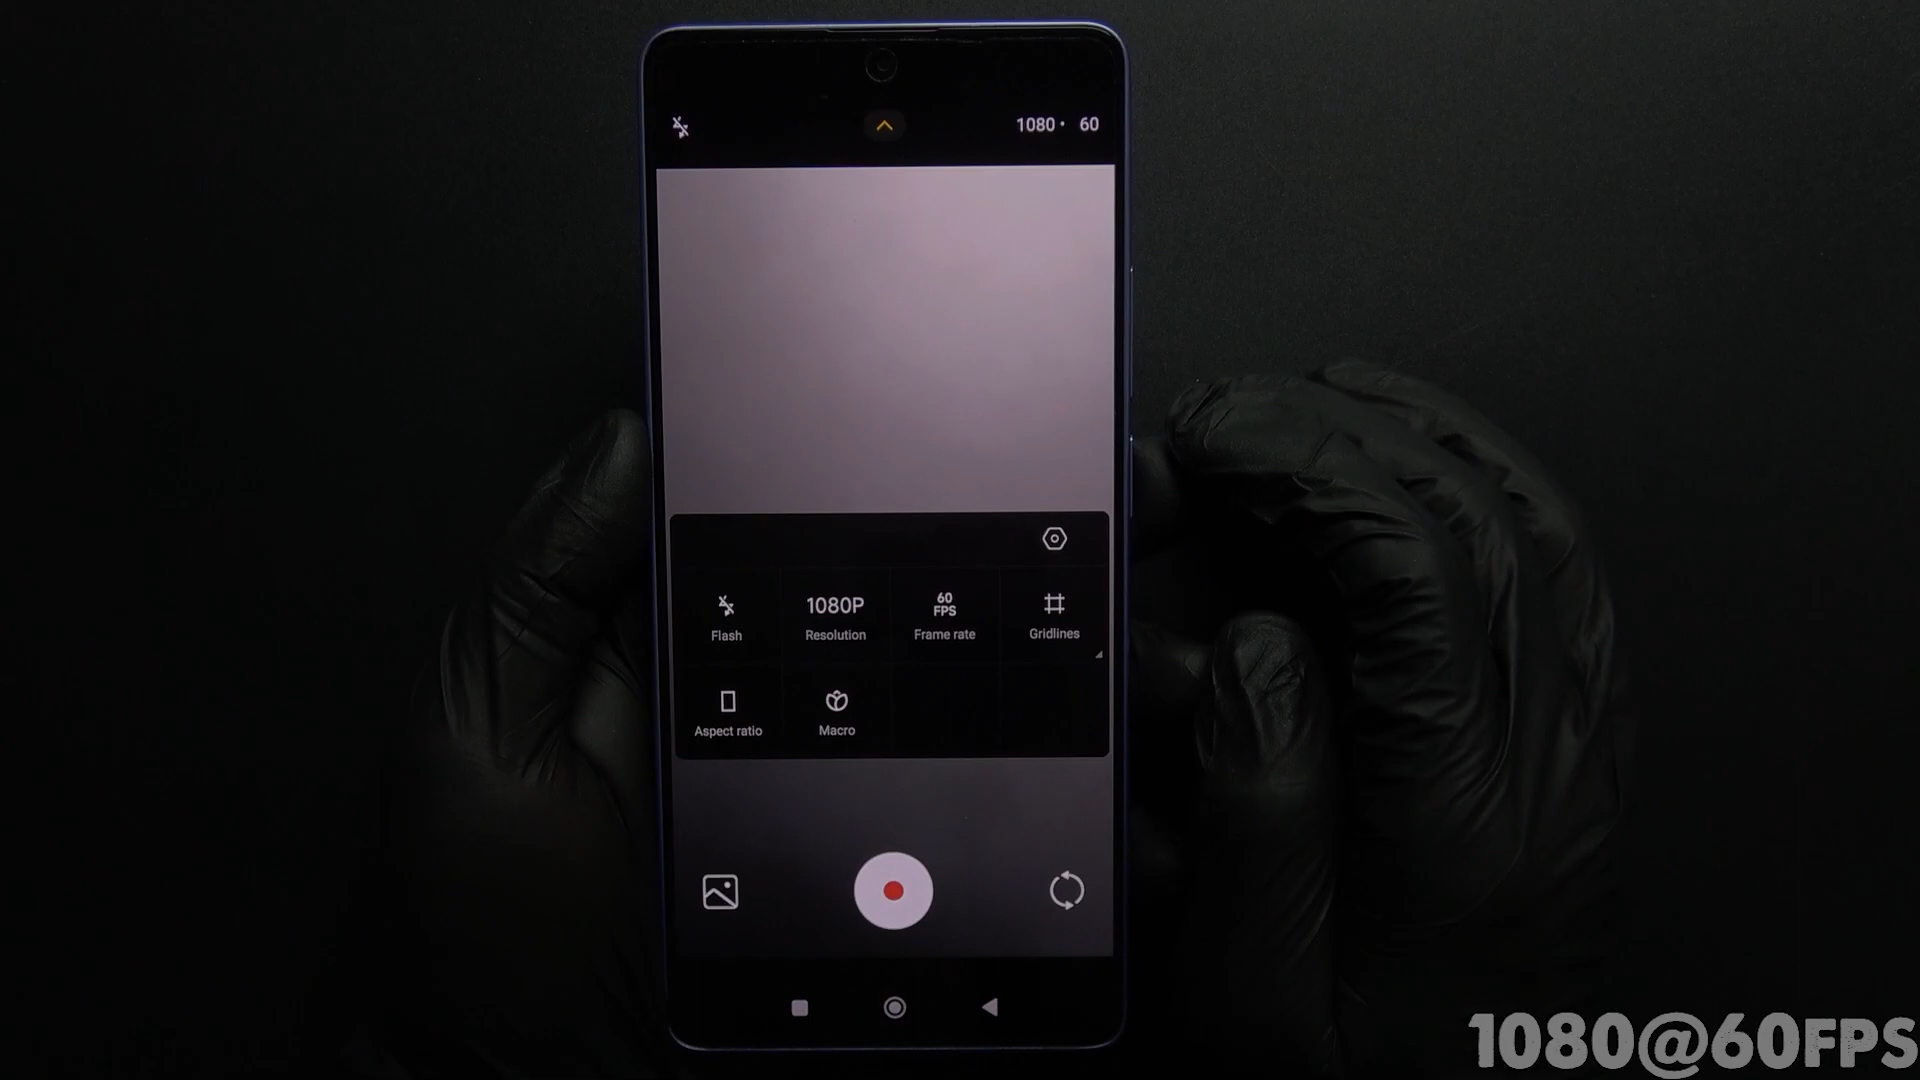 1080 · 60
1080P
60
FPS
Flash
Resolution
Frame rate
Gridlines
Aspect ratio
Macro
1080@60FPS